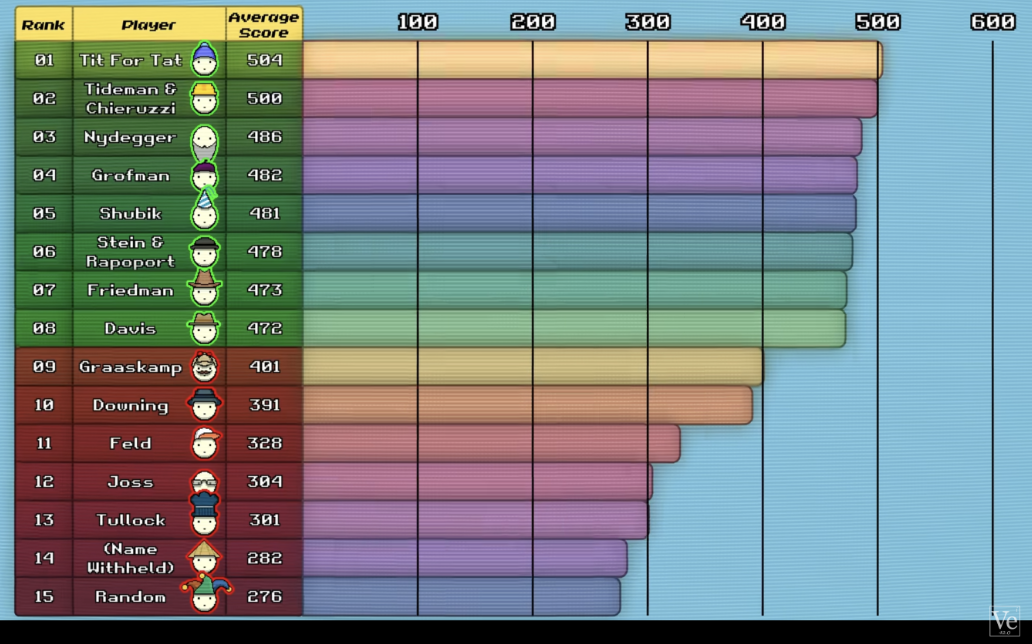 Rank Player Average Score 100 200 300 400 500 600
01 Tit For Tat 504
02 Tideman & Chieruzzi 500
03 Nydegger 486
04 Grofman 482
05 Shubik 481
06 Stein & Rapoport 478
07 Friedman 473
08 Davis 472
09 Graaskamp 401
10 Downing 391
11 Feld 328
12 Joss 304
13 Tullock 301
14 (Name Withheld) 282
15 Random 276
Ve
42.0